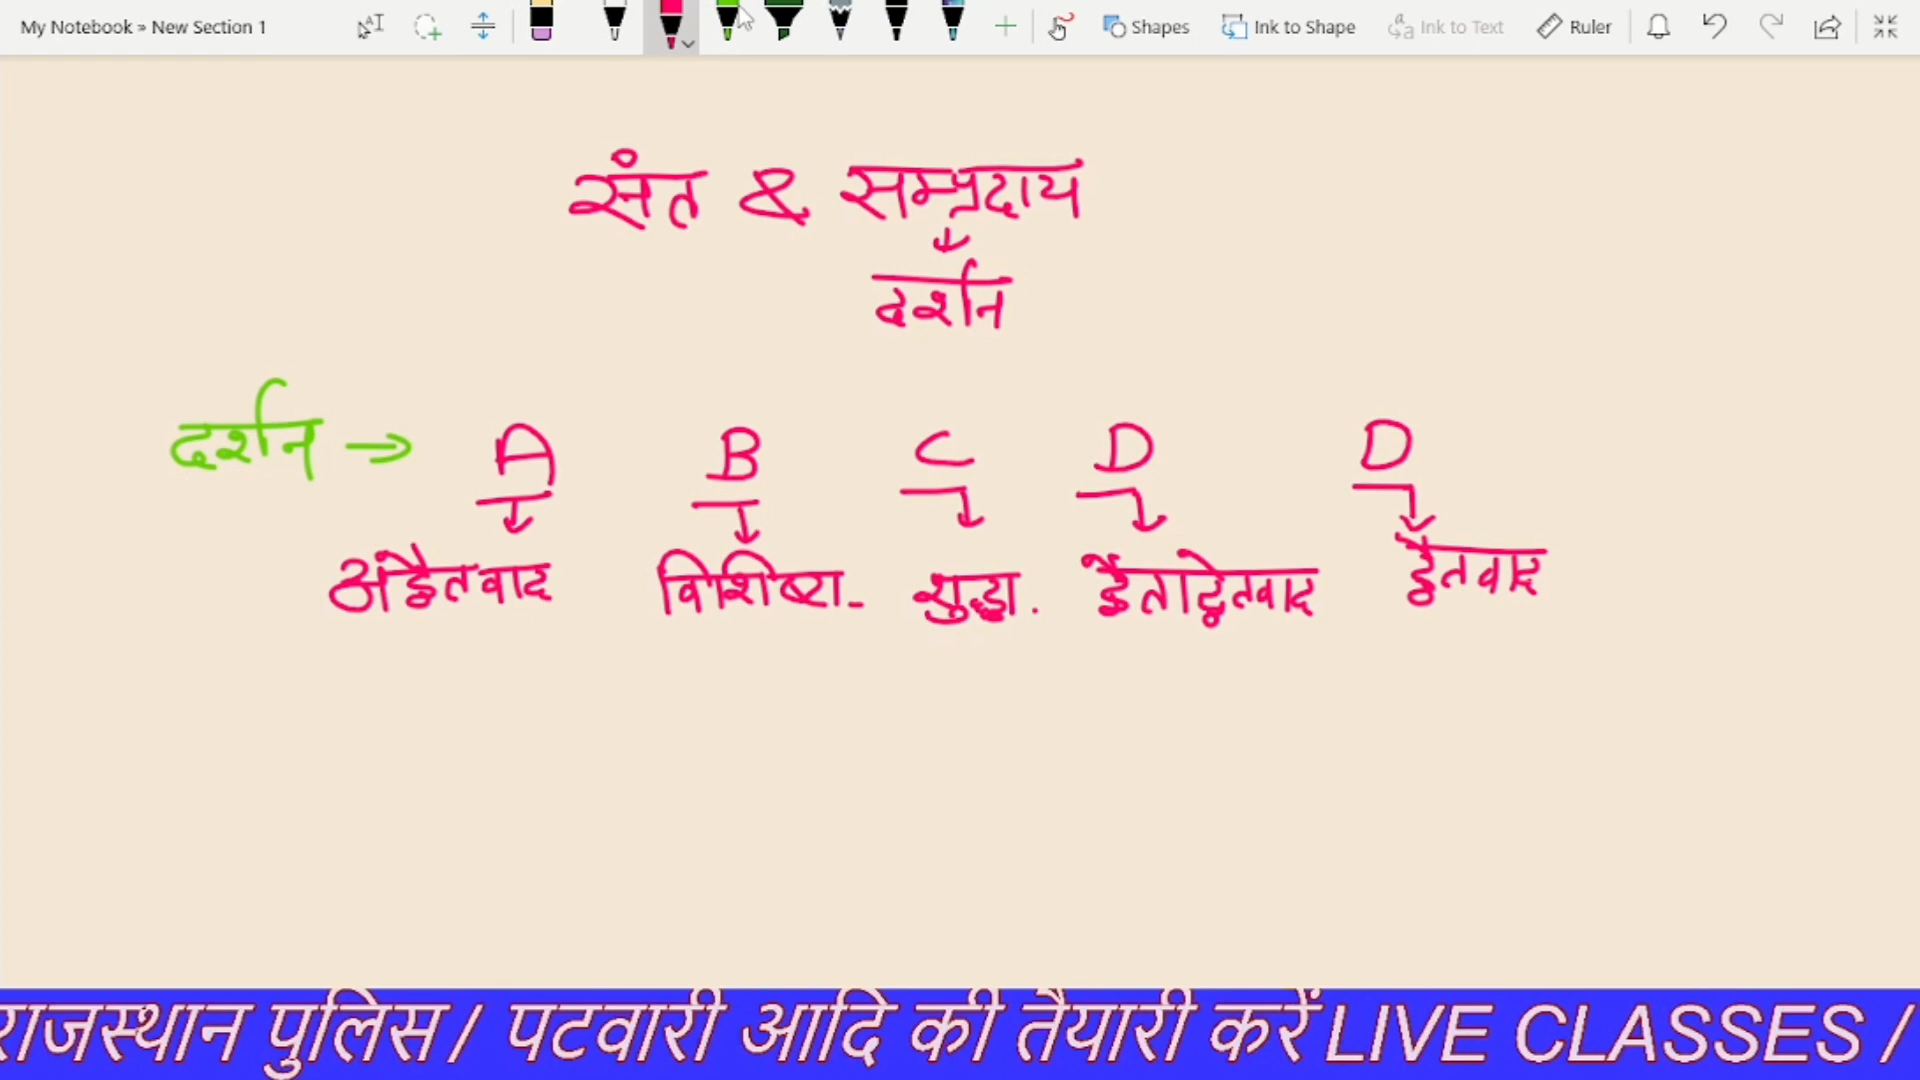 My Notebook » New Section 1
Shapes Ink to Shape Ink to Text Ruler
संत & सम्प्रदाय
दर्शन
दर्शन → A B C D D
अद्वैतवाद विशिष्टा - शुद्धा . द्वैताद्वैतवाद द्वैतवाद
राजस्थान पुलिस / पटवारी आदि की तैयारी करें LIVE CLASSES /